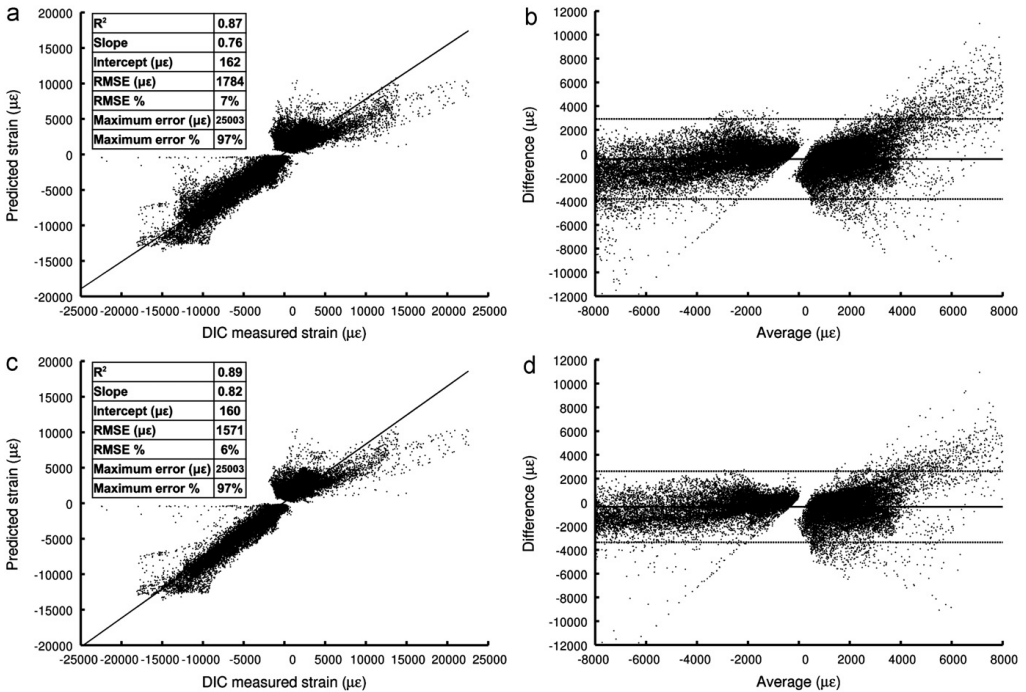 a
R² 0.87
Slope 0.76
Intercept (µε) 162
RMSE (µε) 1784
RMSE % 7%
Maximum error (µε) 25003
Maximum error % 97%
Predicted strain (µε)
20000
15000
10000
5000
0
-5000
-10000
-15000
-20000
-25000 -20000 -15000 -10000 -5000 0 5000 10000 15000 20000 25000
DIC measured strain (µε)
b
Difference (µε)
12000
10000
8000
6000
4000
2000
0
-2000
-4000
-6000
-8000
-10000
-12000
-8000 -6000 -4000 -2000 0 2000 4000 6000 8000
Average (µε)
c
R² 0.89
Slope 0.82
Intercept (µε) 160
RMSE (µε) 1571
RMSE % 6%
Maximum error (µε) 25003
Maximum error % 97%
Predicted strain (µε)
20000
15000
10000
5000
0
-5000
-10000
-15000
-20000
-25000 -20000 -15000 -10000 -5000 0 5000 10000 15000 20000 25000
DIC measured strain (µε)
d
Difference (µε)
12000
10000
8000
6000
4000
2000
0
-2000
-4000
-6000
-8000
-10000
-12000
-8000 -6000 -4000 -2000 0 2000 4000 6000 8000
Average (µε)